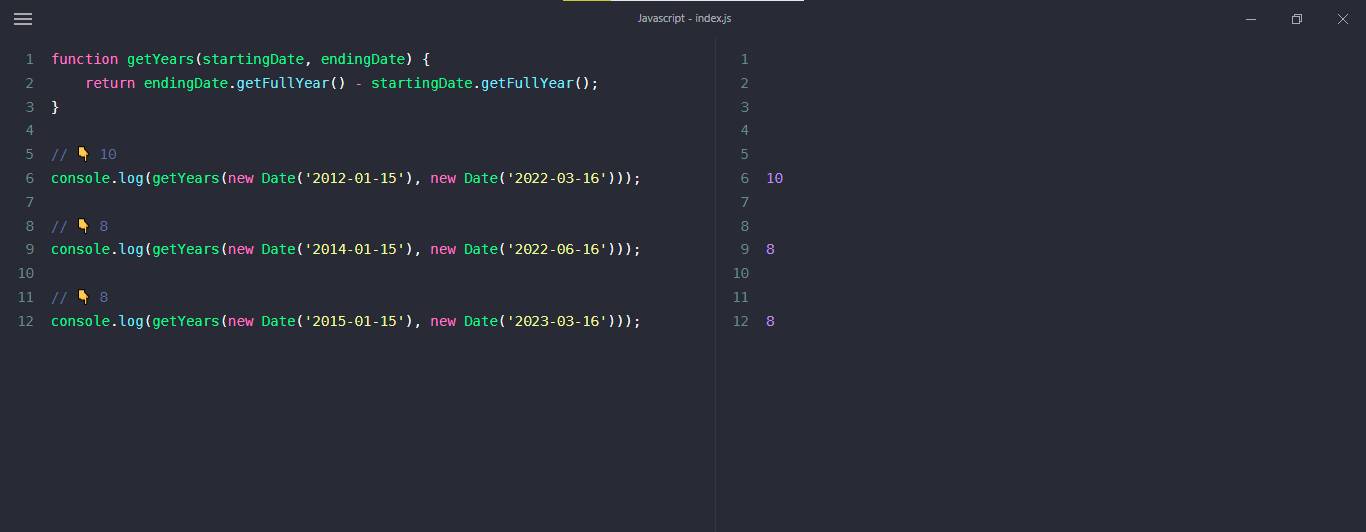 Javascript - index.js
1 function getYears(startingDate, endingDate) {
2     return endingDate.getFullYear() - startingDate.getFullYear();
3 }
4
5 // 👇 10
6 console.log(getYears(new Date('2012-01-15'), new Date('2022-03-16')));
7
8 // 👇 8
9 console.log(getYears(new Date('2014-01-15'), new Date('2022-06-16')));
10
11 // 👇 8
12 console.log(getYears(new Date('2015-01-15'), new Date('2023-03-16')));
1
2
3
4
5
6 10
7
8
9 8
10
11
12 8